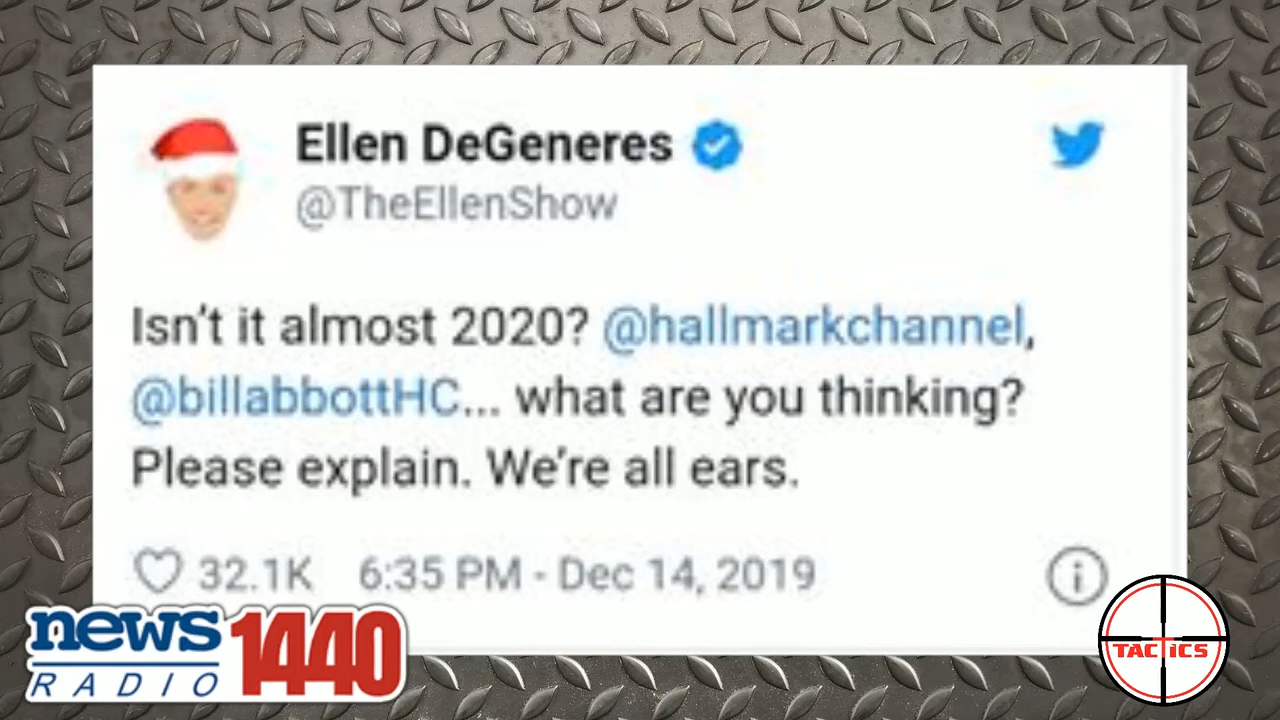 Ellen DeGeneres
@TheEllenShow
Isn't it almost 2020? @hallmarkchannel,
@billabbottHC... what are you thinking?
Please explain. We're all ears.
32.1K 6:35 PM - Dec 14, 2019
news 1440
RADIO
TACTICS